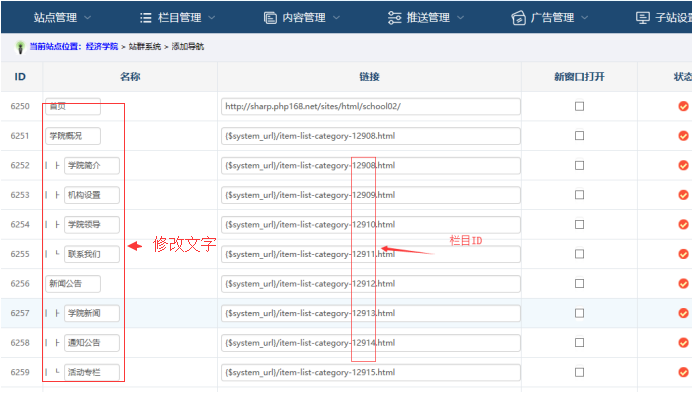 站点管理 栏目管理 内容管理 推送管理 广告管理 子站设
当前站点位置：经济学院 > 站群系统 > 添加导航
ID 名称 链接 新窗口打开 状态
6250 首页 http://sharp.php168.net/sites/html/school02/
6251 学院概况 {$system_url}/item-list-category-12908.html
6252 学院简介 {$system_url}/item-list-category-12908.html
6253 机构设置 {$system_url}/item-list-category-12909.html
6254 学院领导 {$system_url}/item-list-category-12910.html
修改文字
栏目ID
6255 联系我们 {$system_url}/item-list-category-12911.html
6256 新闻公告 {$system_url}/item-list-category-12912.html
6257 学院新闻 {$system_url}/item-list-category-12913.html
6258 通知公告 {$system_url}/item-list-category-12914.html
6259 活动专栏 {$system_url}/item-list-category-12915.html